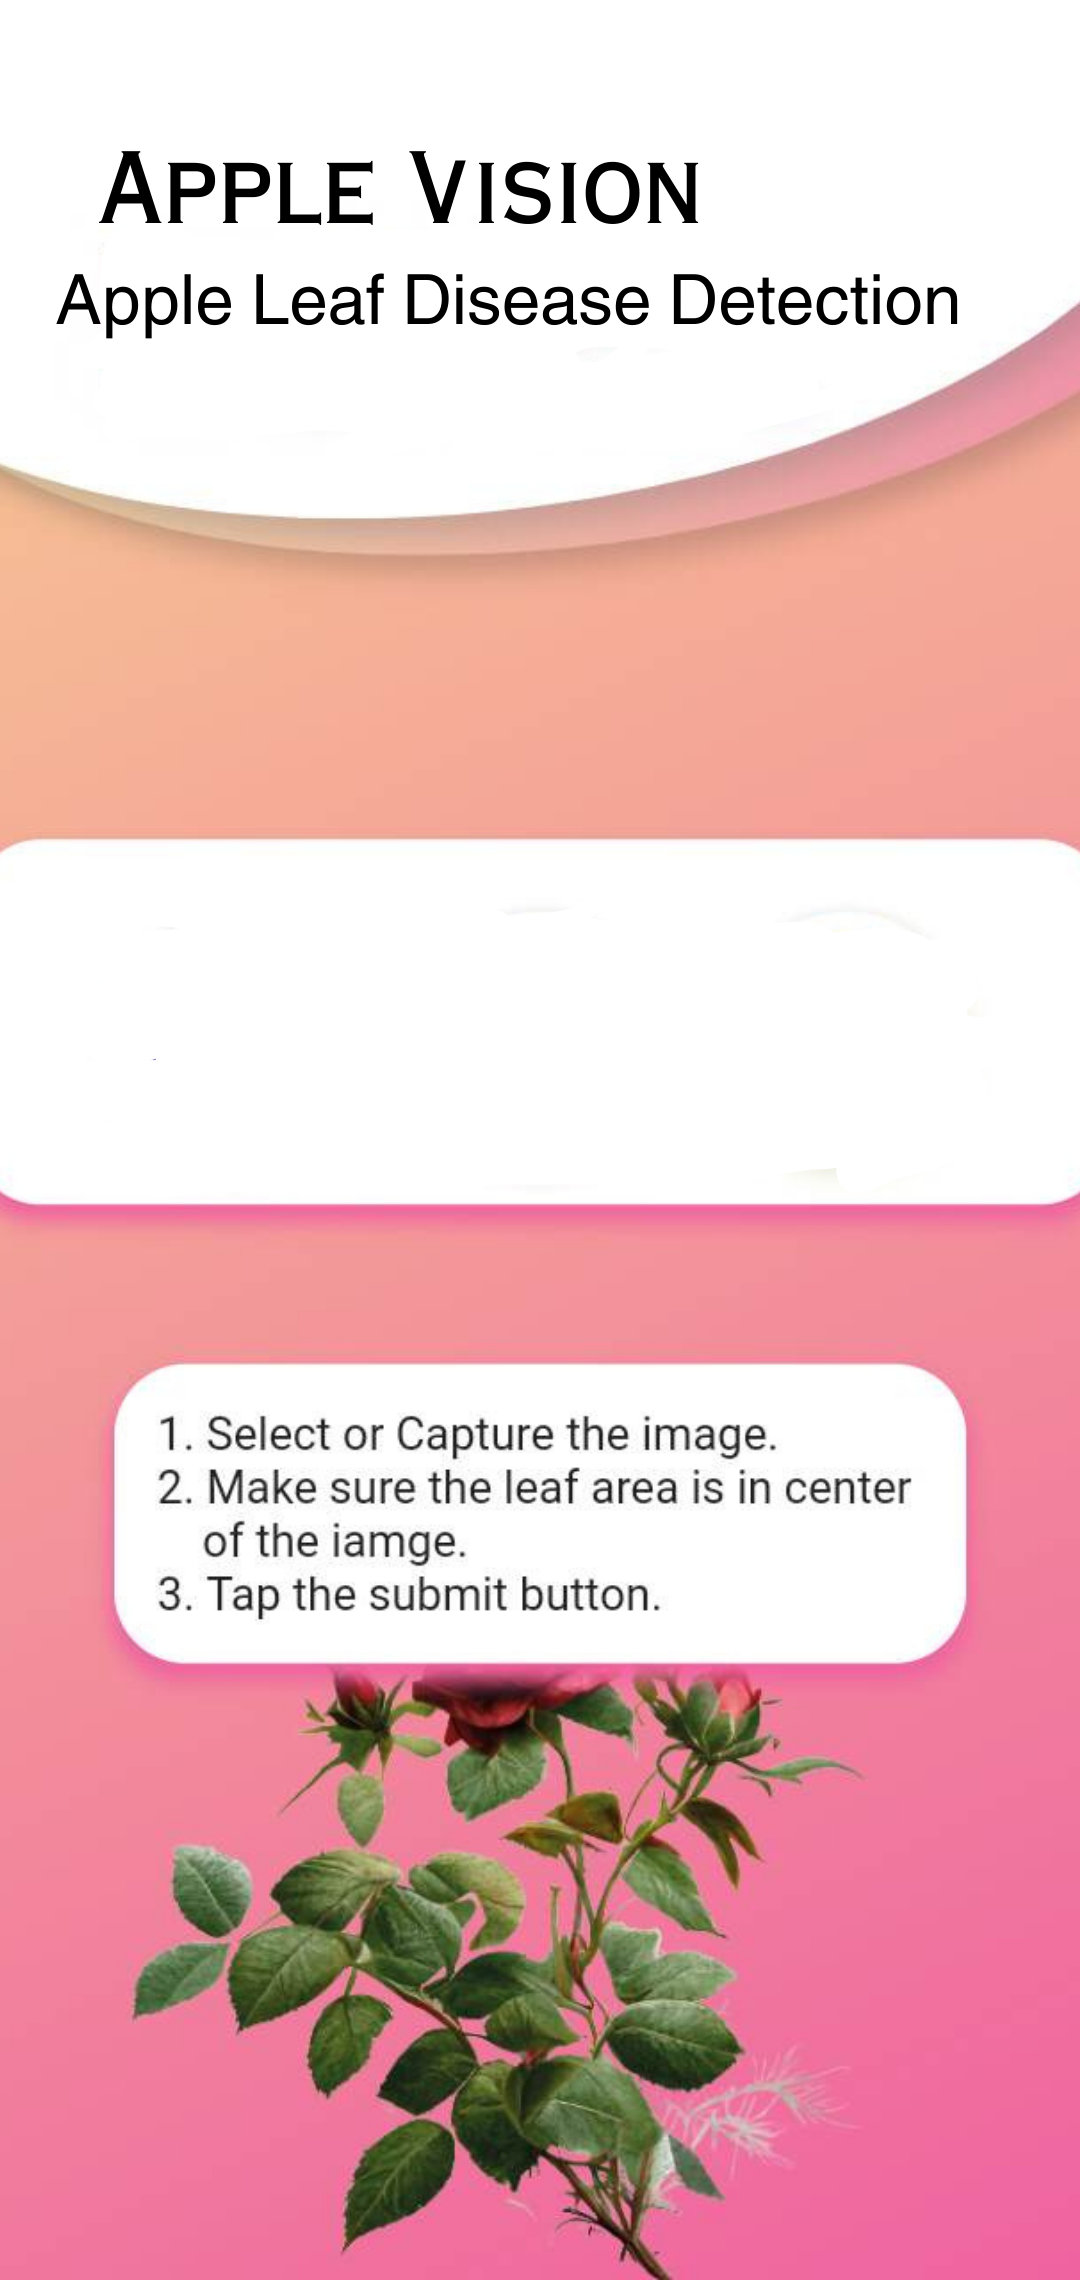 APPLE VISION
Apple Leaf Disease Detection
1. Select or Capture the image.
2. Make sure the leaf area is in center
of the iamge.
3. Tap the submit button.